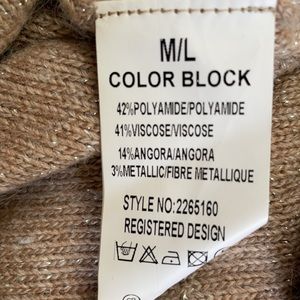 M/L
COLOR BLOCK
42%POLYAMIDE/POLYAMIDE
41%VISCOSE/VISCOSE
14%ANGORA/ANGORA
3%METALLIC/FIBRE METALLIQUE
STYLE NO:2265160
REGISTERED DESIGN